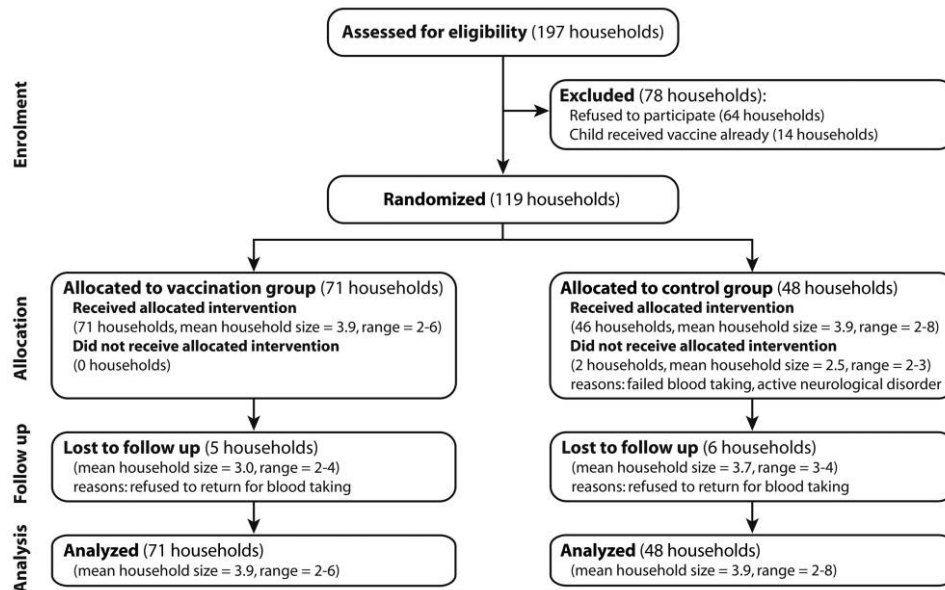 Assessed for eligibility (197 households)
Enrolment
Excluded (78 households):
Refused to participate (64 households)
Child received vaccine already (14 households)
Randomized (119 households)
Allocation
Allocated to vaccination group (71 households)
Received allocated intervention
(71 households, mean household size = 3.9, range = 2-6)
Did not receive allocated intervention
(0 households)
Allocated to control group (48 households)
Received allocated intervention
(46 households, mean household size = 3.9, range = 2-8)
Did not receive allocated intervention
(2 households, mean household size = 2.5, range = 2-3)
reasons: failed blood taking, active neurological disorder
Follow up
Lost to follow up (5 households)
(mean household size = 3.0, range = 2-4)
reasons: refused to return for blood taking
Lost to follow up (6 households)
(mean household size = 3.7, range = 3-4)
reasons: refused to return for blood taking
Analysis
Analyzed (71 households)
(mean household size = 3.9, range = 2-6)
Analyzed (48 households)
(mean household size = 3.9, range = 2-8)